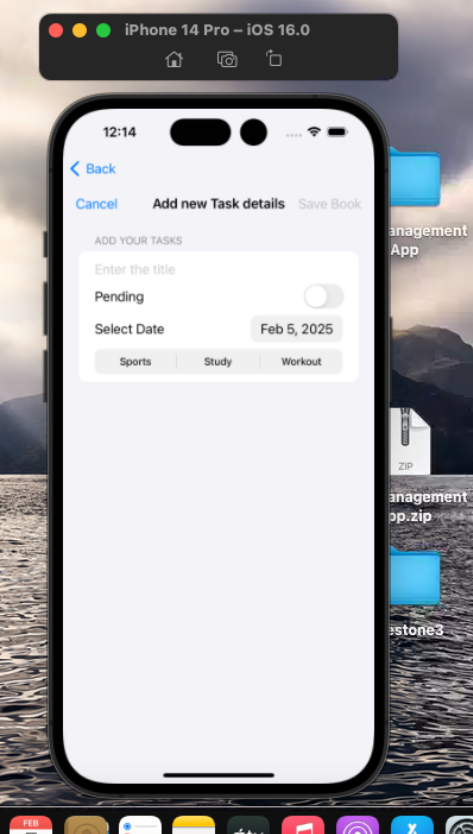 iPhone 14 Pro – iOS 16.0
12:14
Back
Cancel Add new Task details Save Book
ADD YOUR TASKS
Enter the title
Pending
Select Date Feb 5, 2025
Sports Study Workout
anagement
App
ZIP
anagement
pp.zip
estone3
FEB